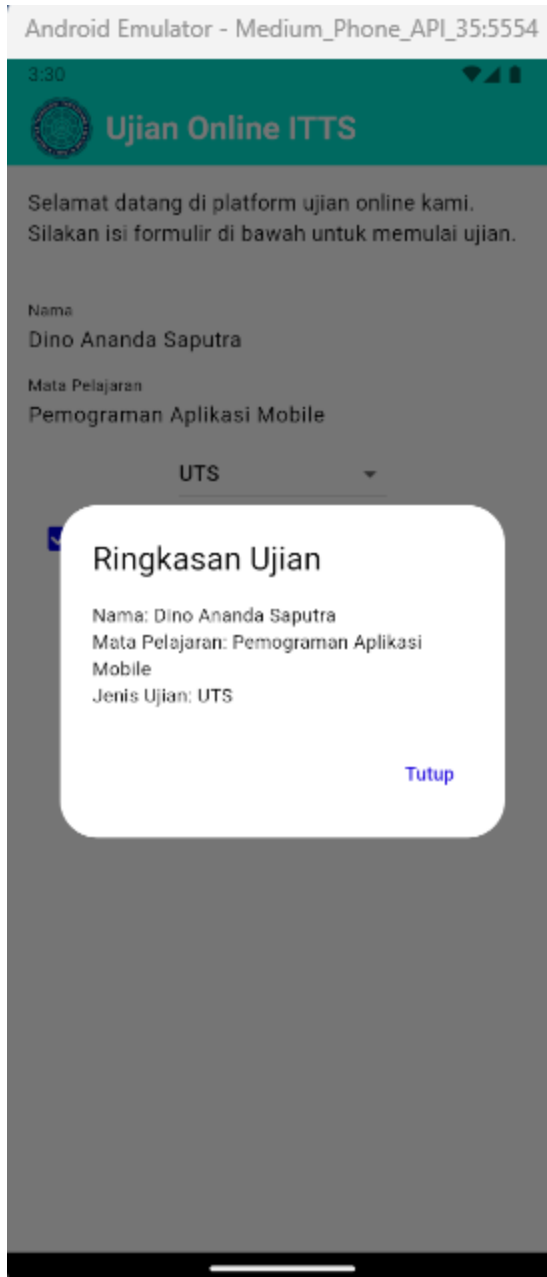 Android Emulator - Medium_Phone_API_35:5554
3:30
Ujian Online ITTS
Selamat datang di platform ujian online kami.
Silakan isi formulir di bawah untuk memulai ujian.
Nama
Dino Ananda Saputra
Mata Pelajaran
Pemograman Aplikasi Mobile
UTS
Ringkasan Ujian
Nama: Dino Ananda Saputra
Mata Pelajaran: Pemograman Aplikasi
Mobile
Jenis Ujian: UTS
Tutup